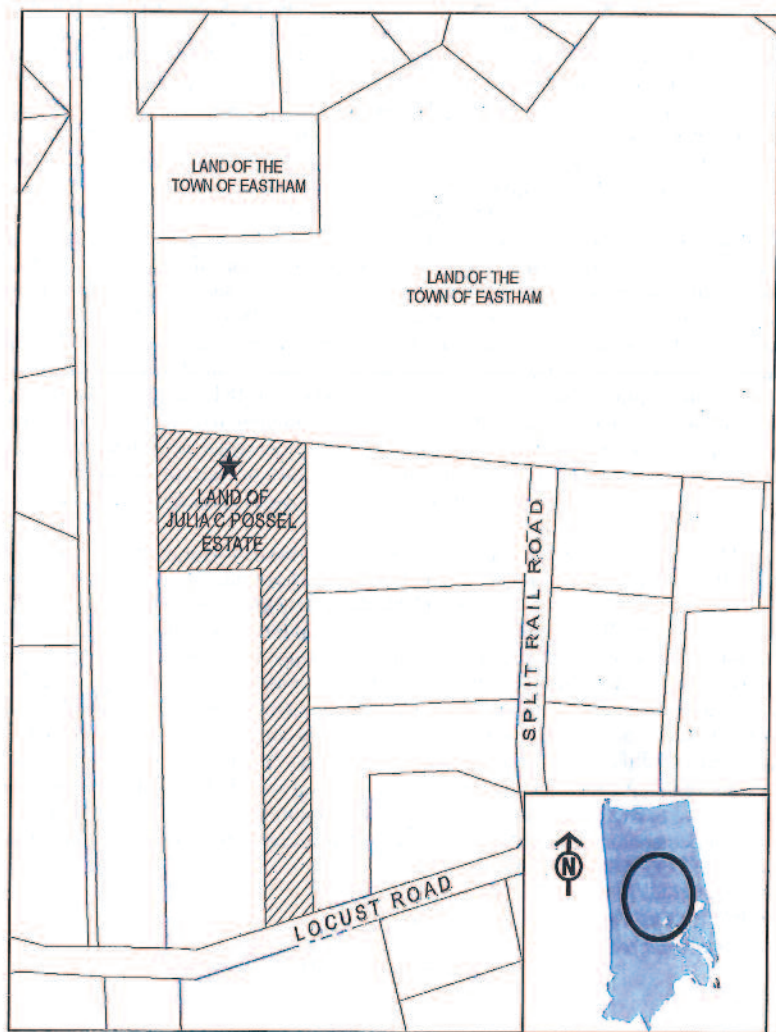 LAND OF THE
TOWN OF EASTHAM
LAND OF THE
TOWN OF EASTHAM
LAND OF
JULIA C POSSEL
ESTATE
SPLIT RAIL ROAD
LOCUST ROAD
N